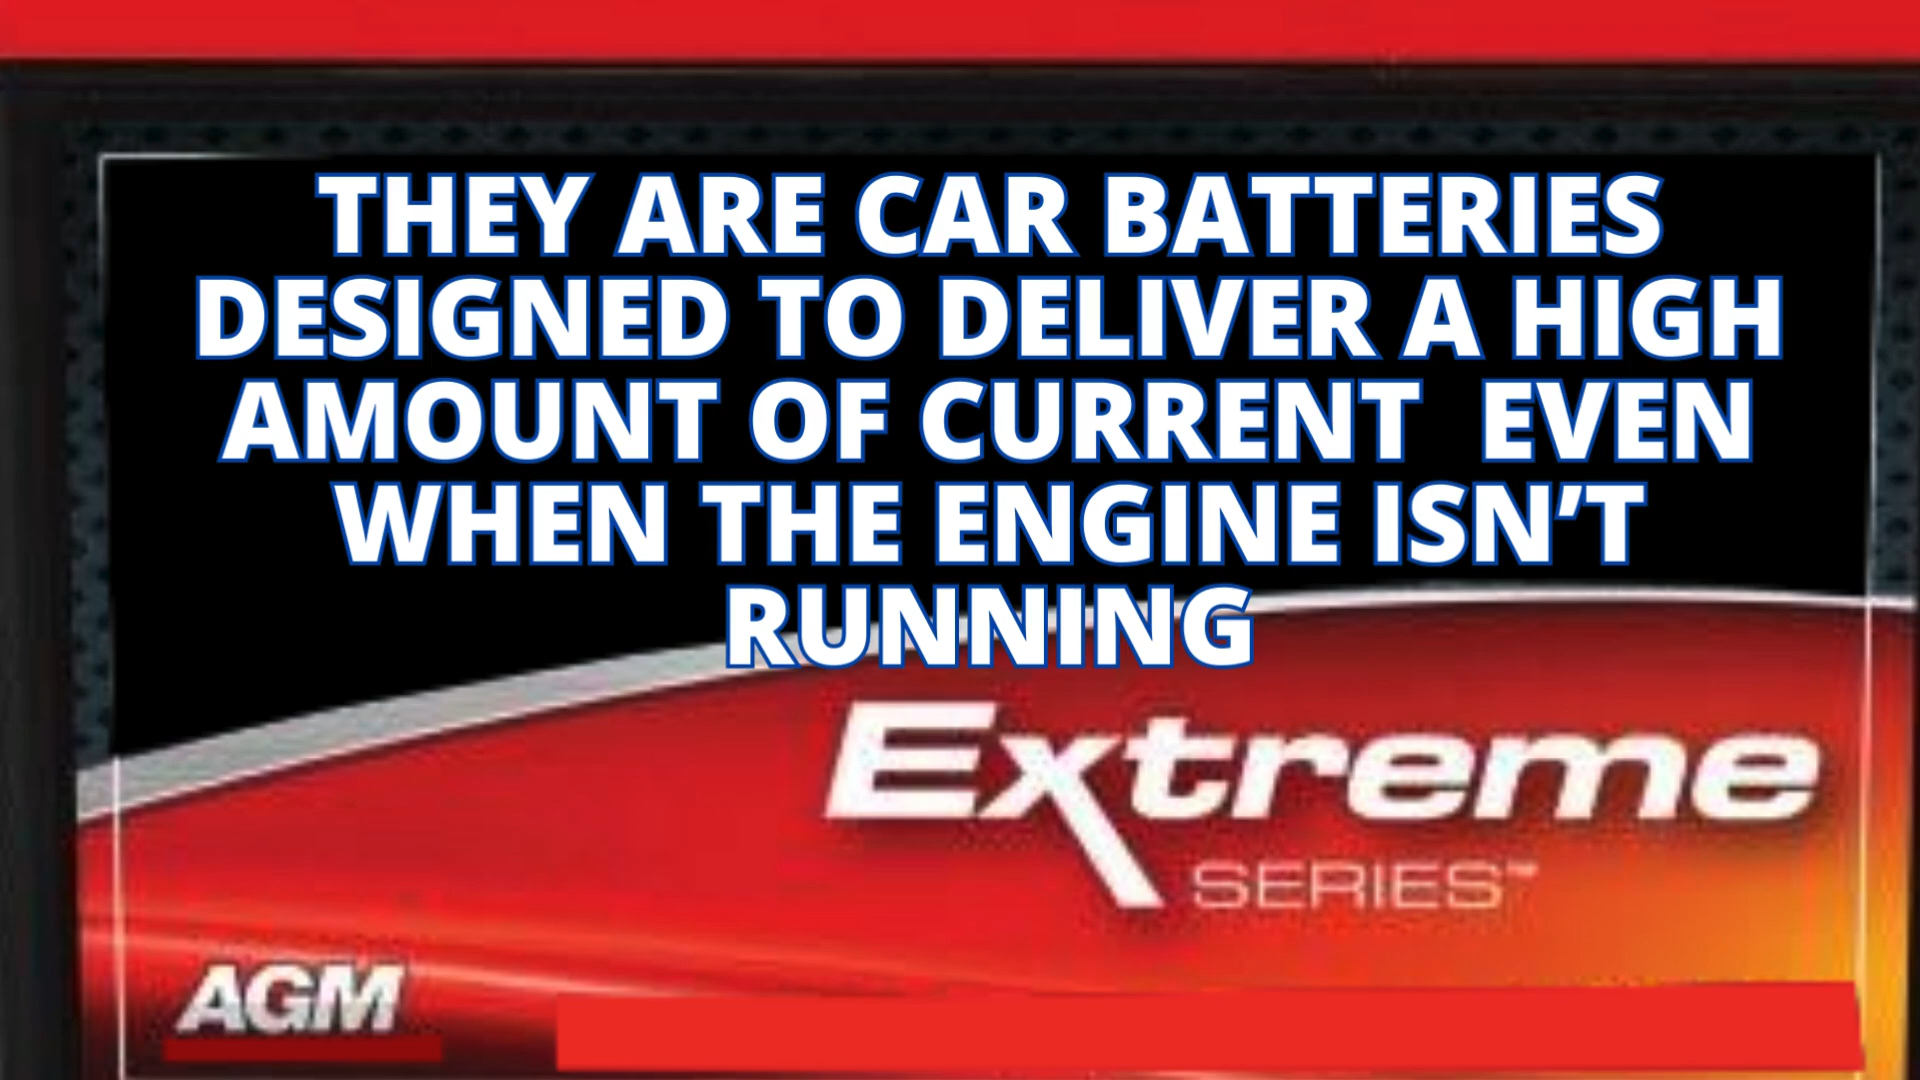 THEY ARE CAR BATTERIES
DESIGNED TO DELIVER A HIGH
AMOUNT OF CURRENT  EVEN
WHEN THE ENGINE ISN’T
RUNNING
Extreme
SERIES™
AGM